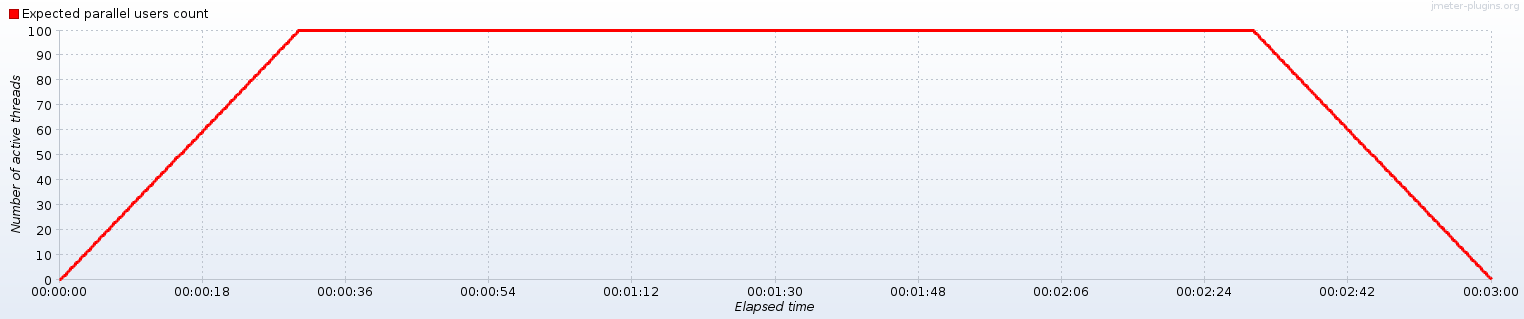 Expected parallel users count
jmeter-plugins.org
100
90
80
70
60
50
40
30
20
10
0
Number of active threads
00:00:00 00:00:18 00:00:36 00:00:54 00:01:12 00:01:30 00:01:48 00:02:06 00:02:24 00:02:42 00:03:00
Elapsed time